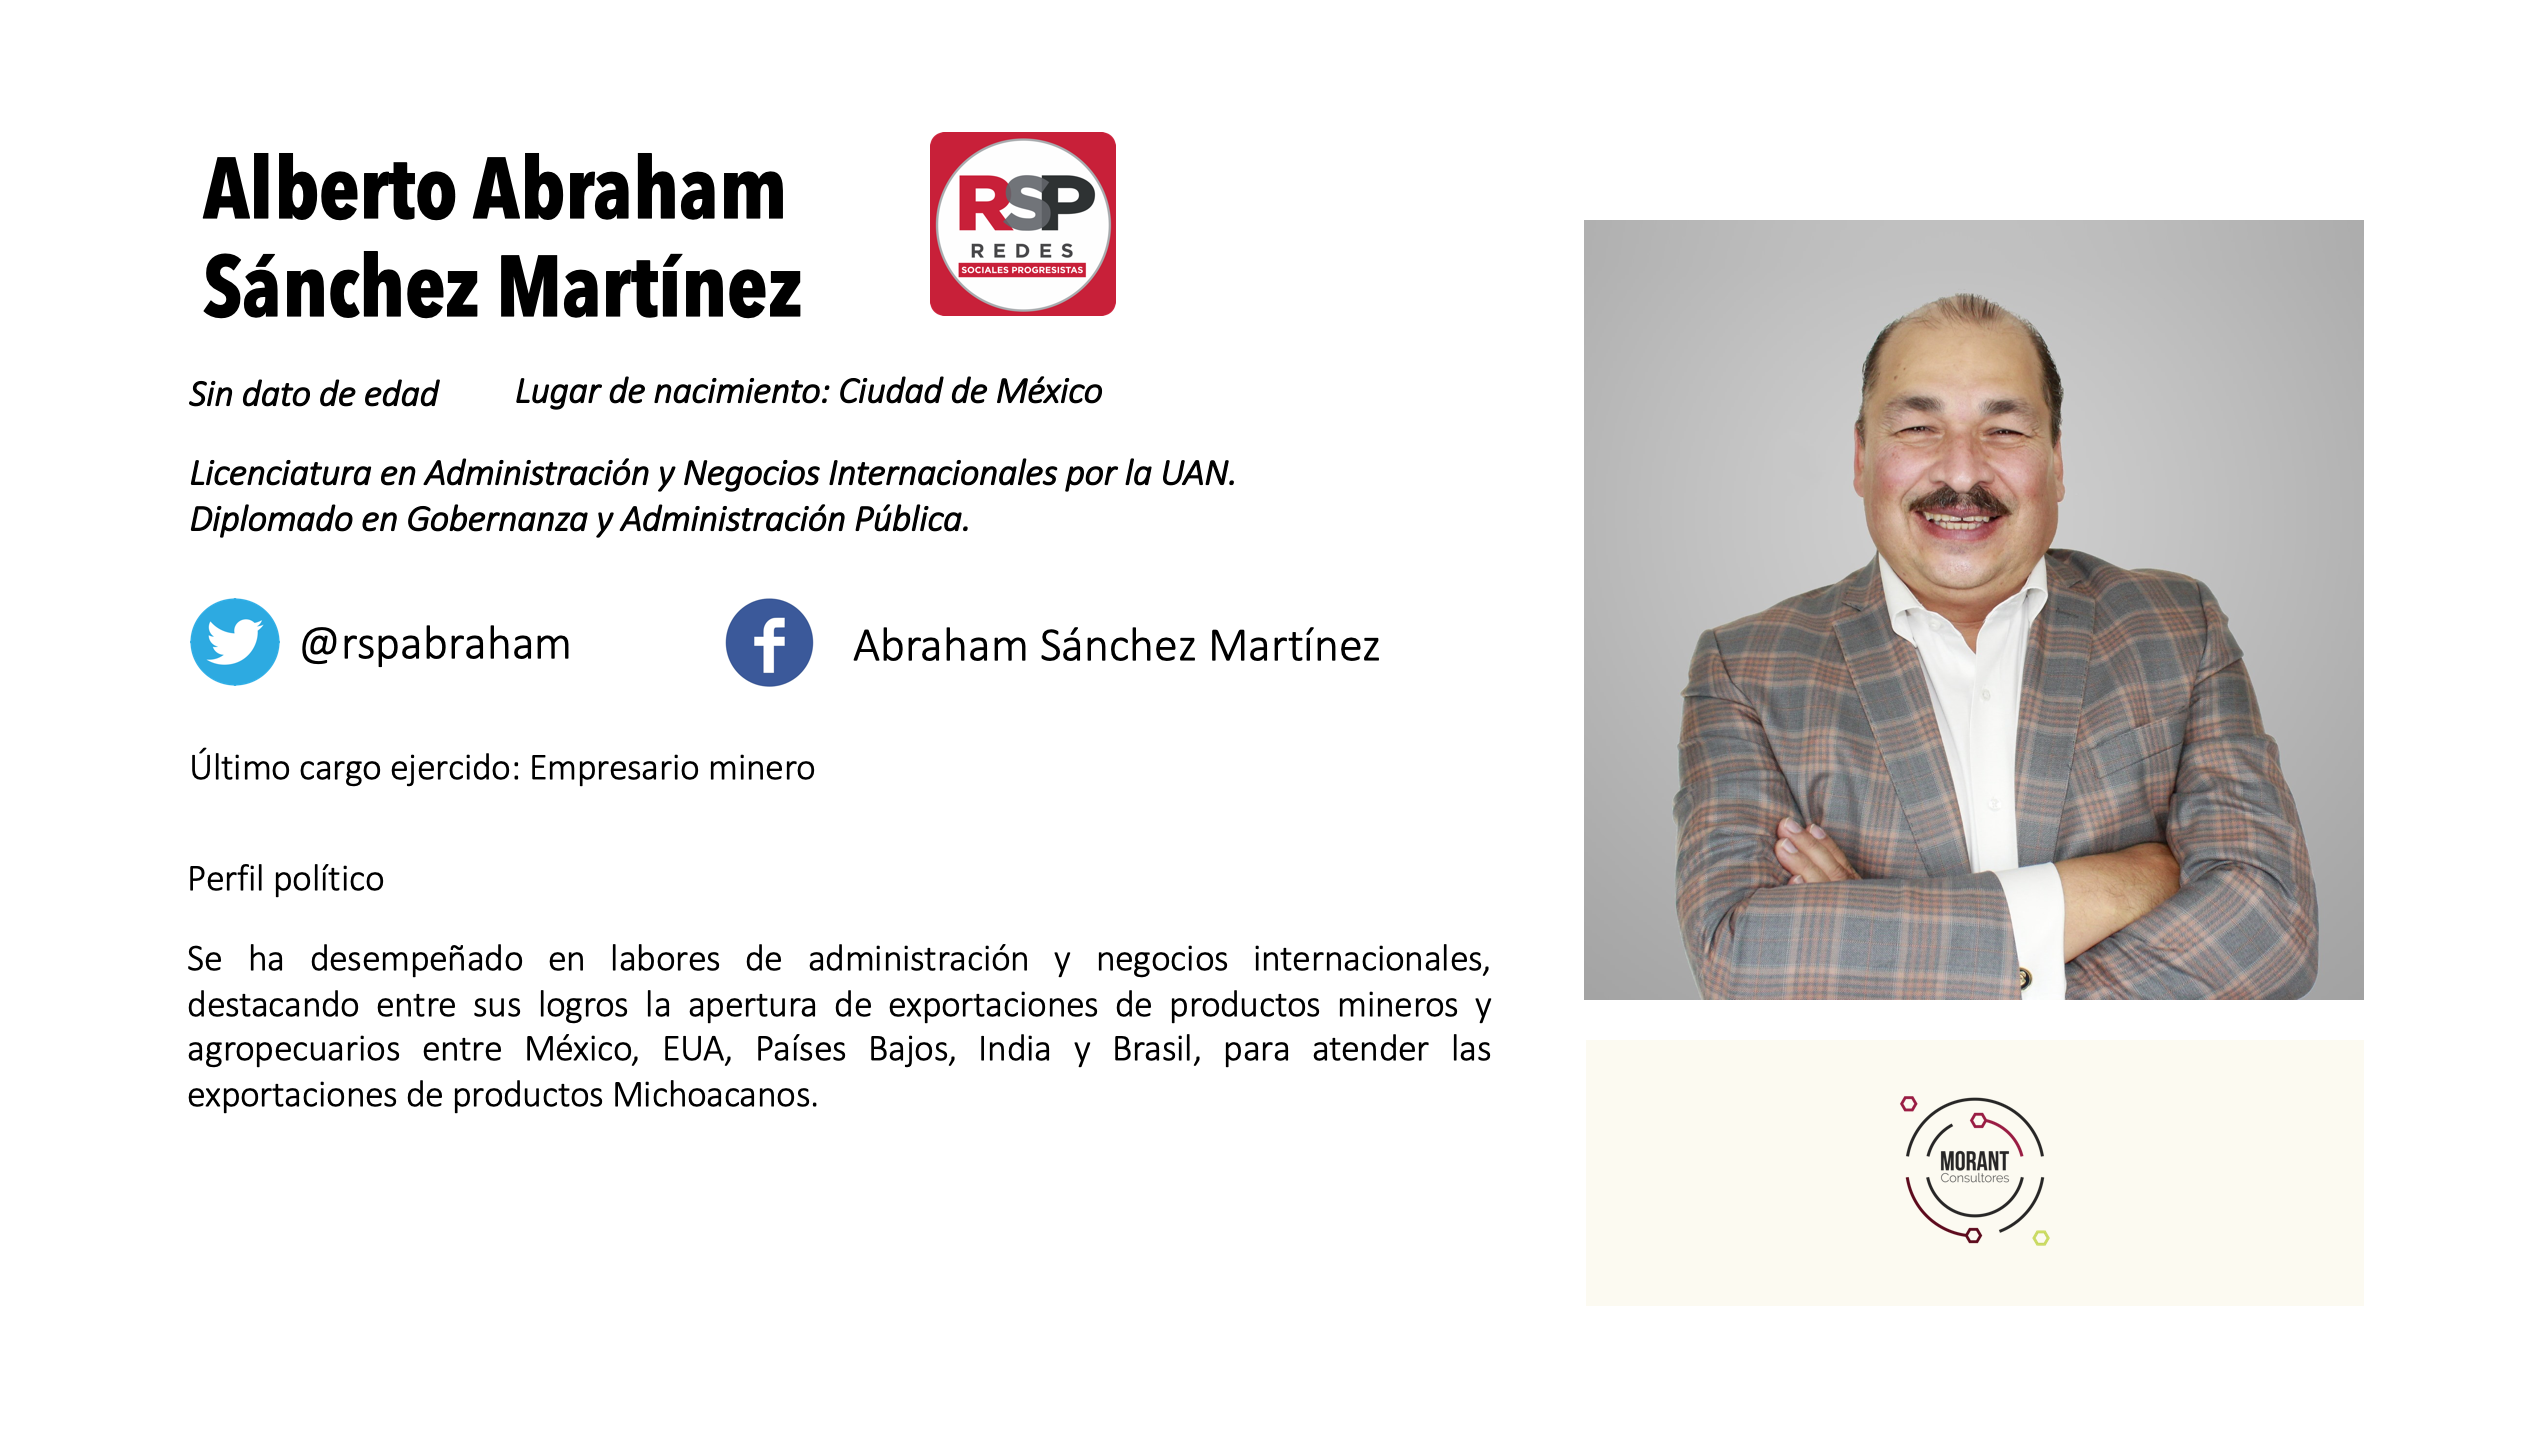 Alberto Abraham
Sánchez Martínez
RSP
REDES
SOCIALES PROGRESISTAS
Sin dato de edad
Lugar de nacimiento: Ciudad de México
Licenciatura en Administración y Negocios Internacionales por la UAN.
Diplomado en Gobernanza y Administración Pública.
@rspabraham
Abraham Sánchez Martínez
Último cargo ejercido: Empresario minero
Perfil político
Se ha desempeñado en labores de administración y negocios internacionales,
destacando entre sus logros la apertura de exportaciones de productos mineros y
agropecuarios entre México, EUA, Países Bajos, India y Brasil, para atender las
exportaciones de productos Michoacanos.
MORANT
Consultores